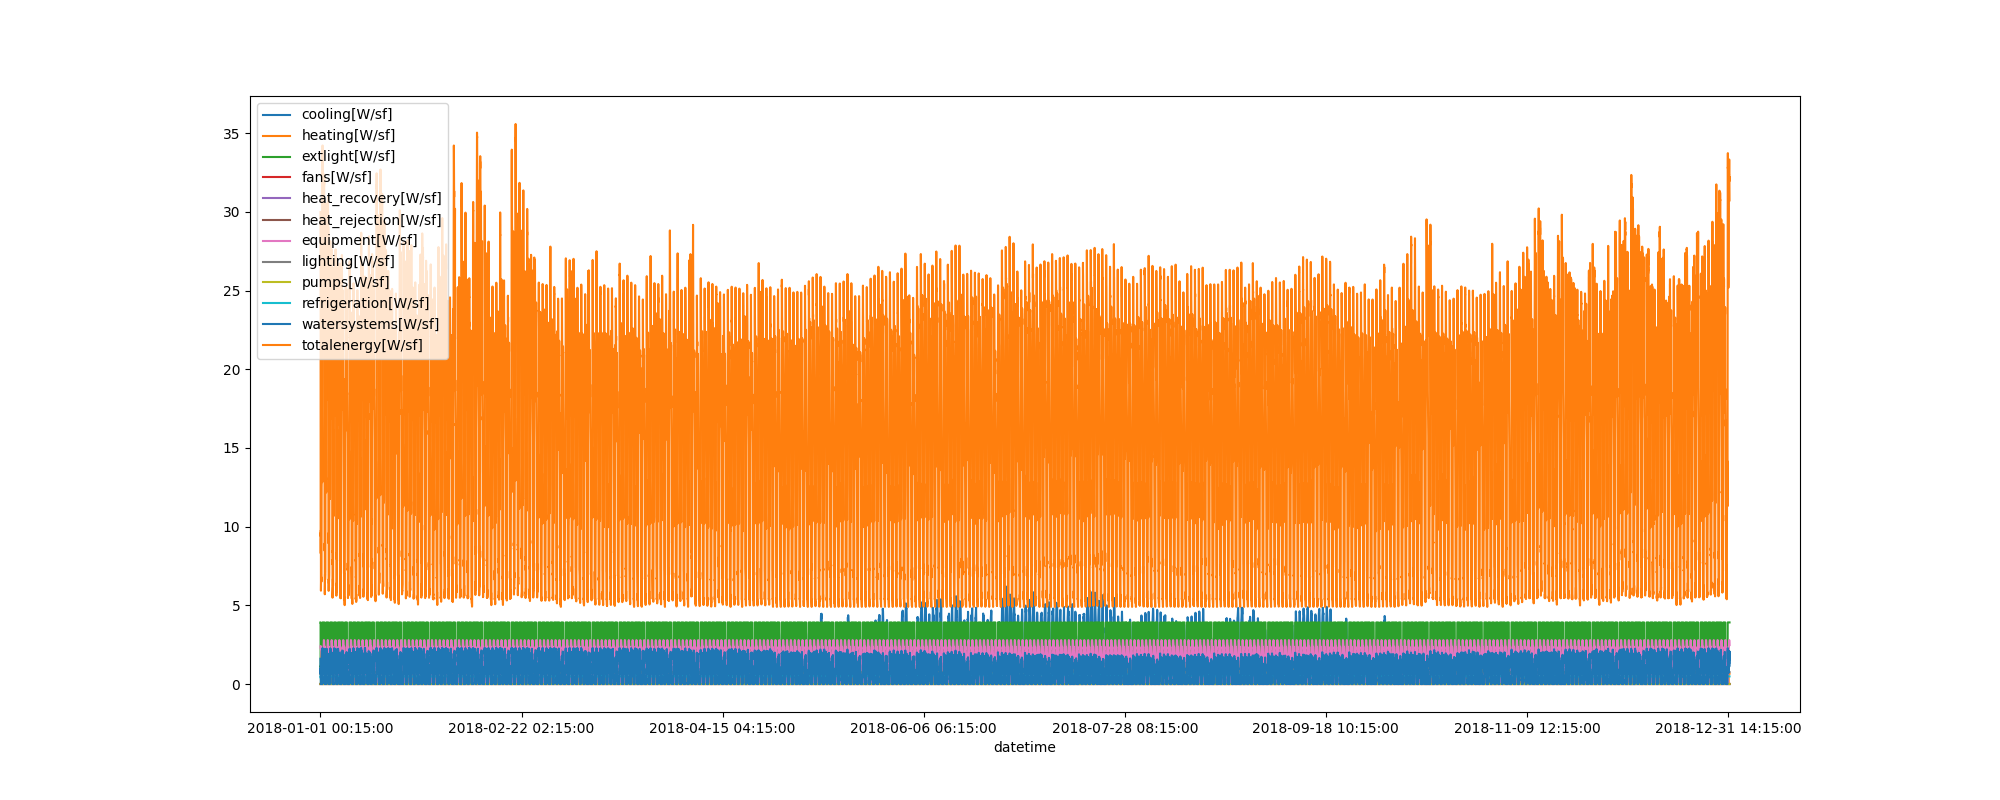 cooling[W/sf]
heating[W/sf]
extlight[W/sf]
fans[W/sf]
heat_recovery[W/sf]
heat_rejection[W/sf]
equipment[W/sf]
lighting[W/sf]
pumps[W/sf]
refrigeration[W/sf]
watersystems[W/sf]
totalenergy[W/sf]
35
30
25
20
15
10
5
0
2018-01-01 00:15:00 2018-02-22 02:15:00 2018-04-15 04:15:00 2018-06-06 06:15:00 2018-07-28 08:15:00 2018-09-18 10:15:00 2018-11-09 12:15:00 2018-12-31 14:15:00
datetime